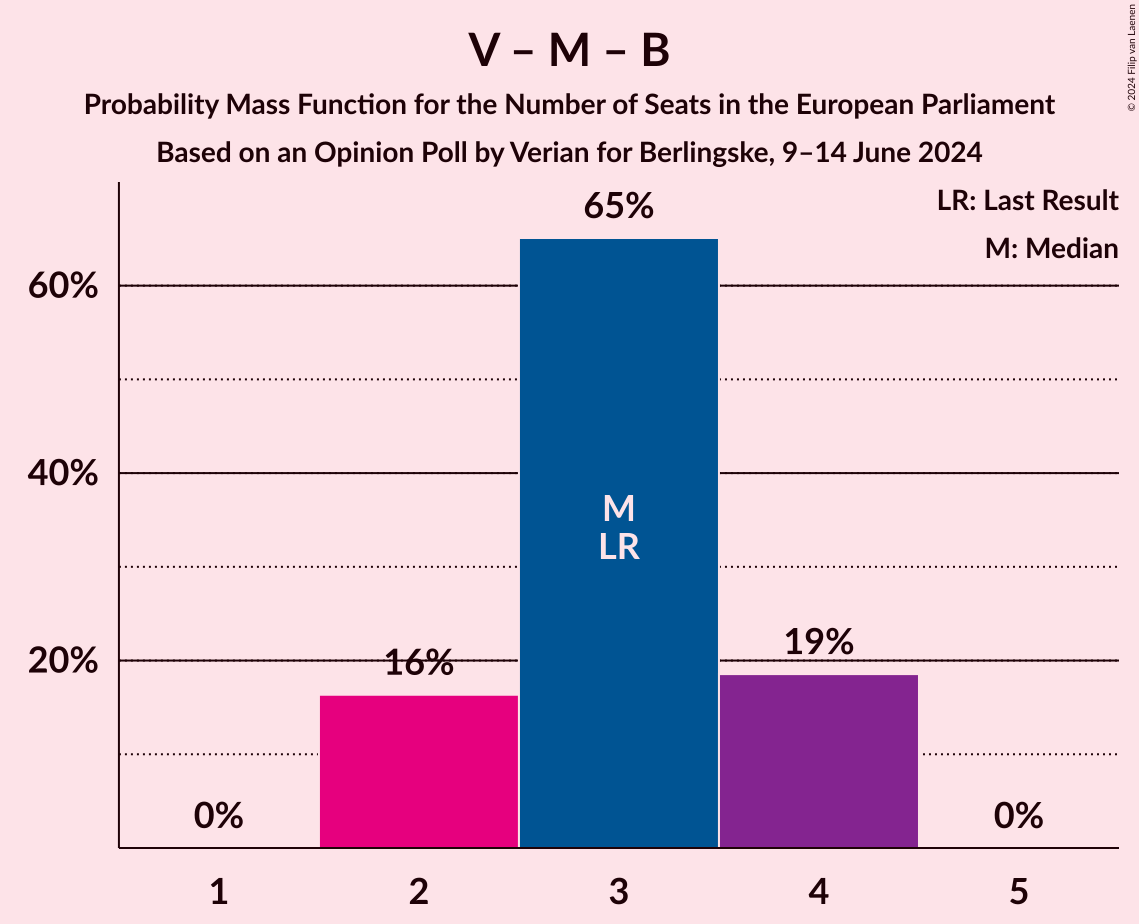 V – M – B
Probability Mass Function for the Number of Seats in the European Parliament
Based on an Opinion Poll by Verian for Berlingske, 9–14 June 2024
© 2024 Filip van Laenen
LR: Last Result
M: Median
65%
60%
40%
M
LR
19%
20%
16%
0%
0%
1
2
3
4
5